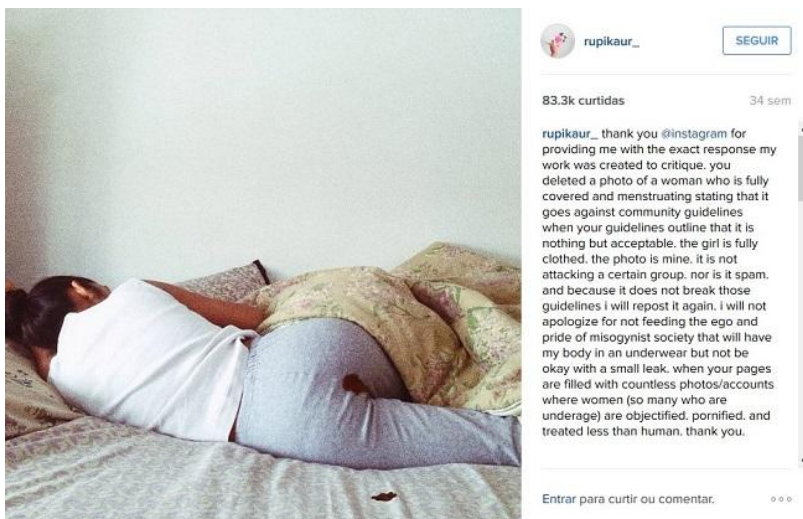 rupikaur_
SEGUIR
83.3k curtidas
34 sem
rupikaur_ thank you @instagram for
providing me with the exact response my
work was created to critique. you
deleted a photo of a woman who is fully
covered and menstruating stating that it
goes against community guidelines
when your guidelines outline that it is
nothing but acceptable. the girl is fully
clothed. the photo is mine. it is not
attacking a certain group. nor is it spam.
and because it does not break those
guidelines i will repost it again. i will not
apologize for not feeding the ego and
pride of misogynist society that will have
my body in an underwear but not be
okay with a small leak. when your pages
are filled with countless photos/accounts
where women (so many who are
underage) are objectified. pornified. and
treated less than human. thank you.
Entrar para curtir ou comentar.